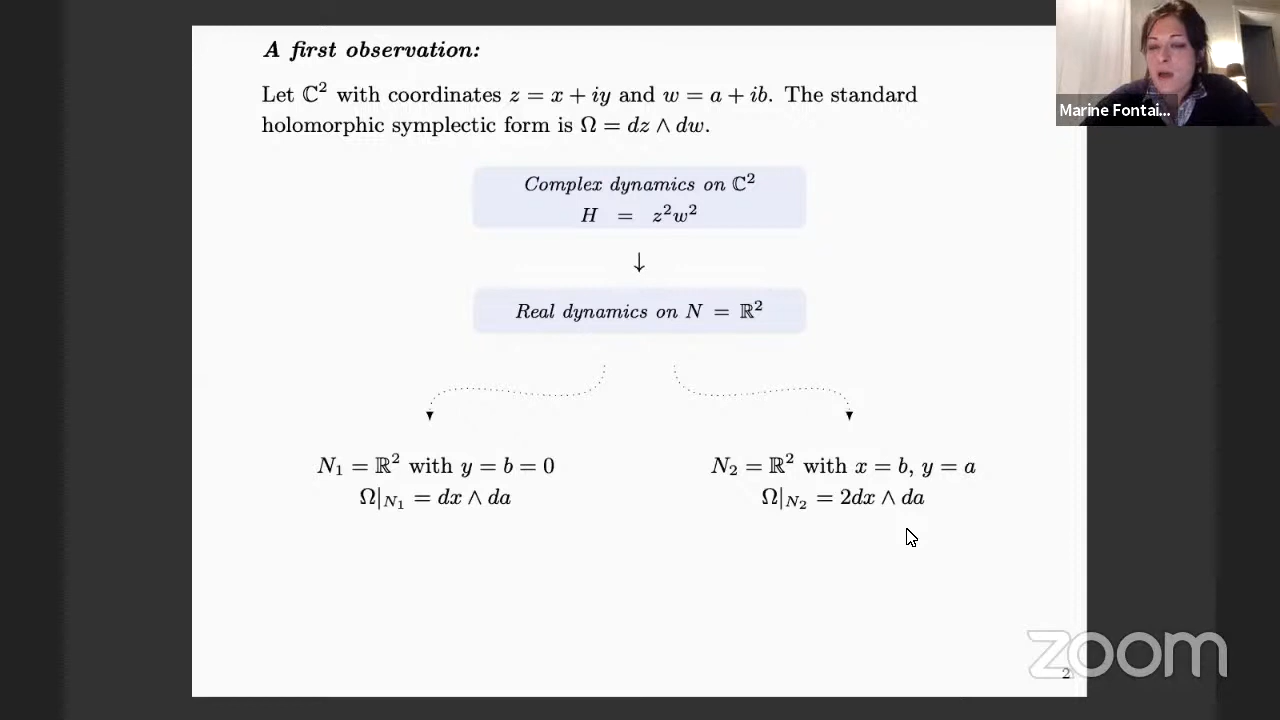 A first observation:
Let ℂ² with coordinates z = x + iy and w = a + ib. The standard
holomorphic symplectic form is Ω = dz ∧ dw.
Complex dynamics on ℂ²
H = z²w²
↓
Real dynamics on N = ℝ²
N₁ = ℝ² with y = b = 0
Ω|N₁ = dx ∧ da
N₂ = ℝ² with x = b, y = a
Ω|N₂ = 2dx ∧ da
2
Marine Fontai...
zoom